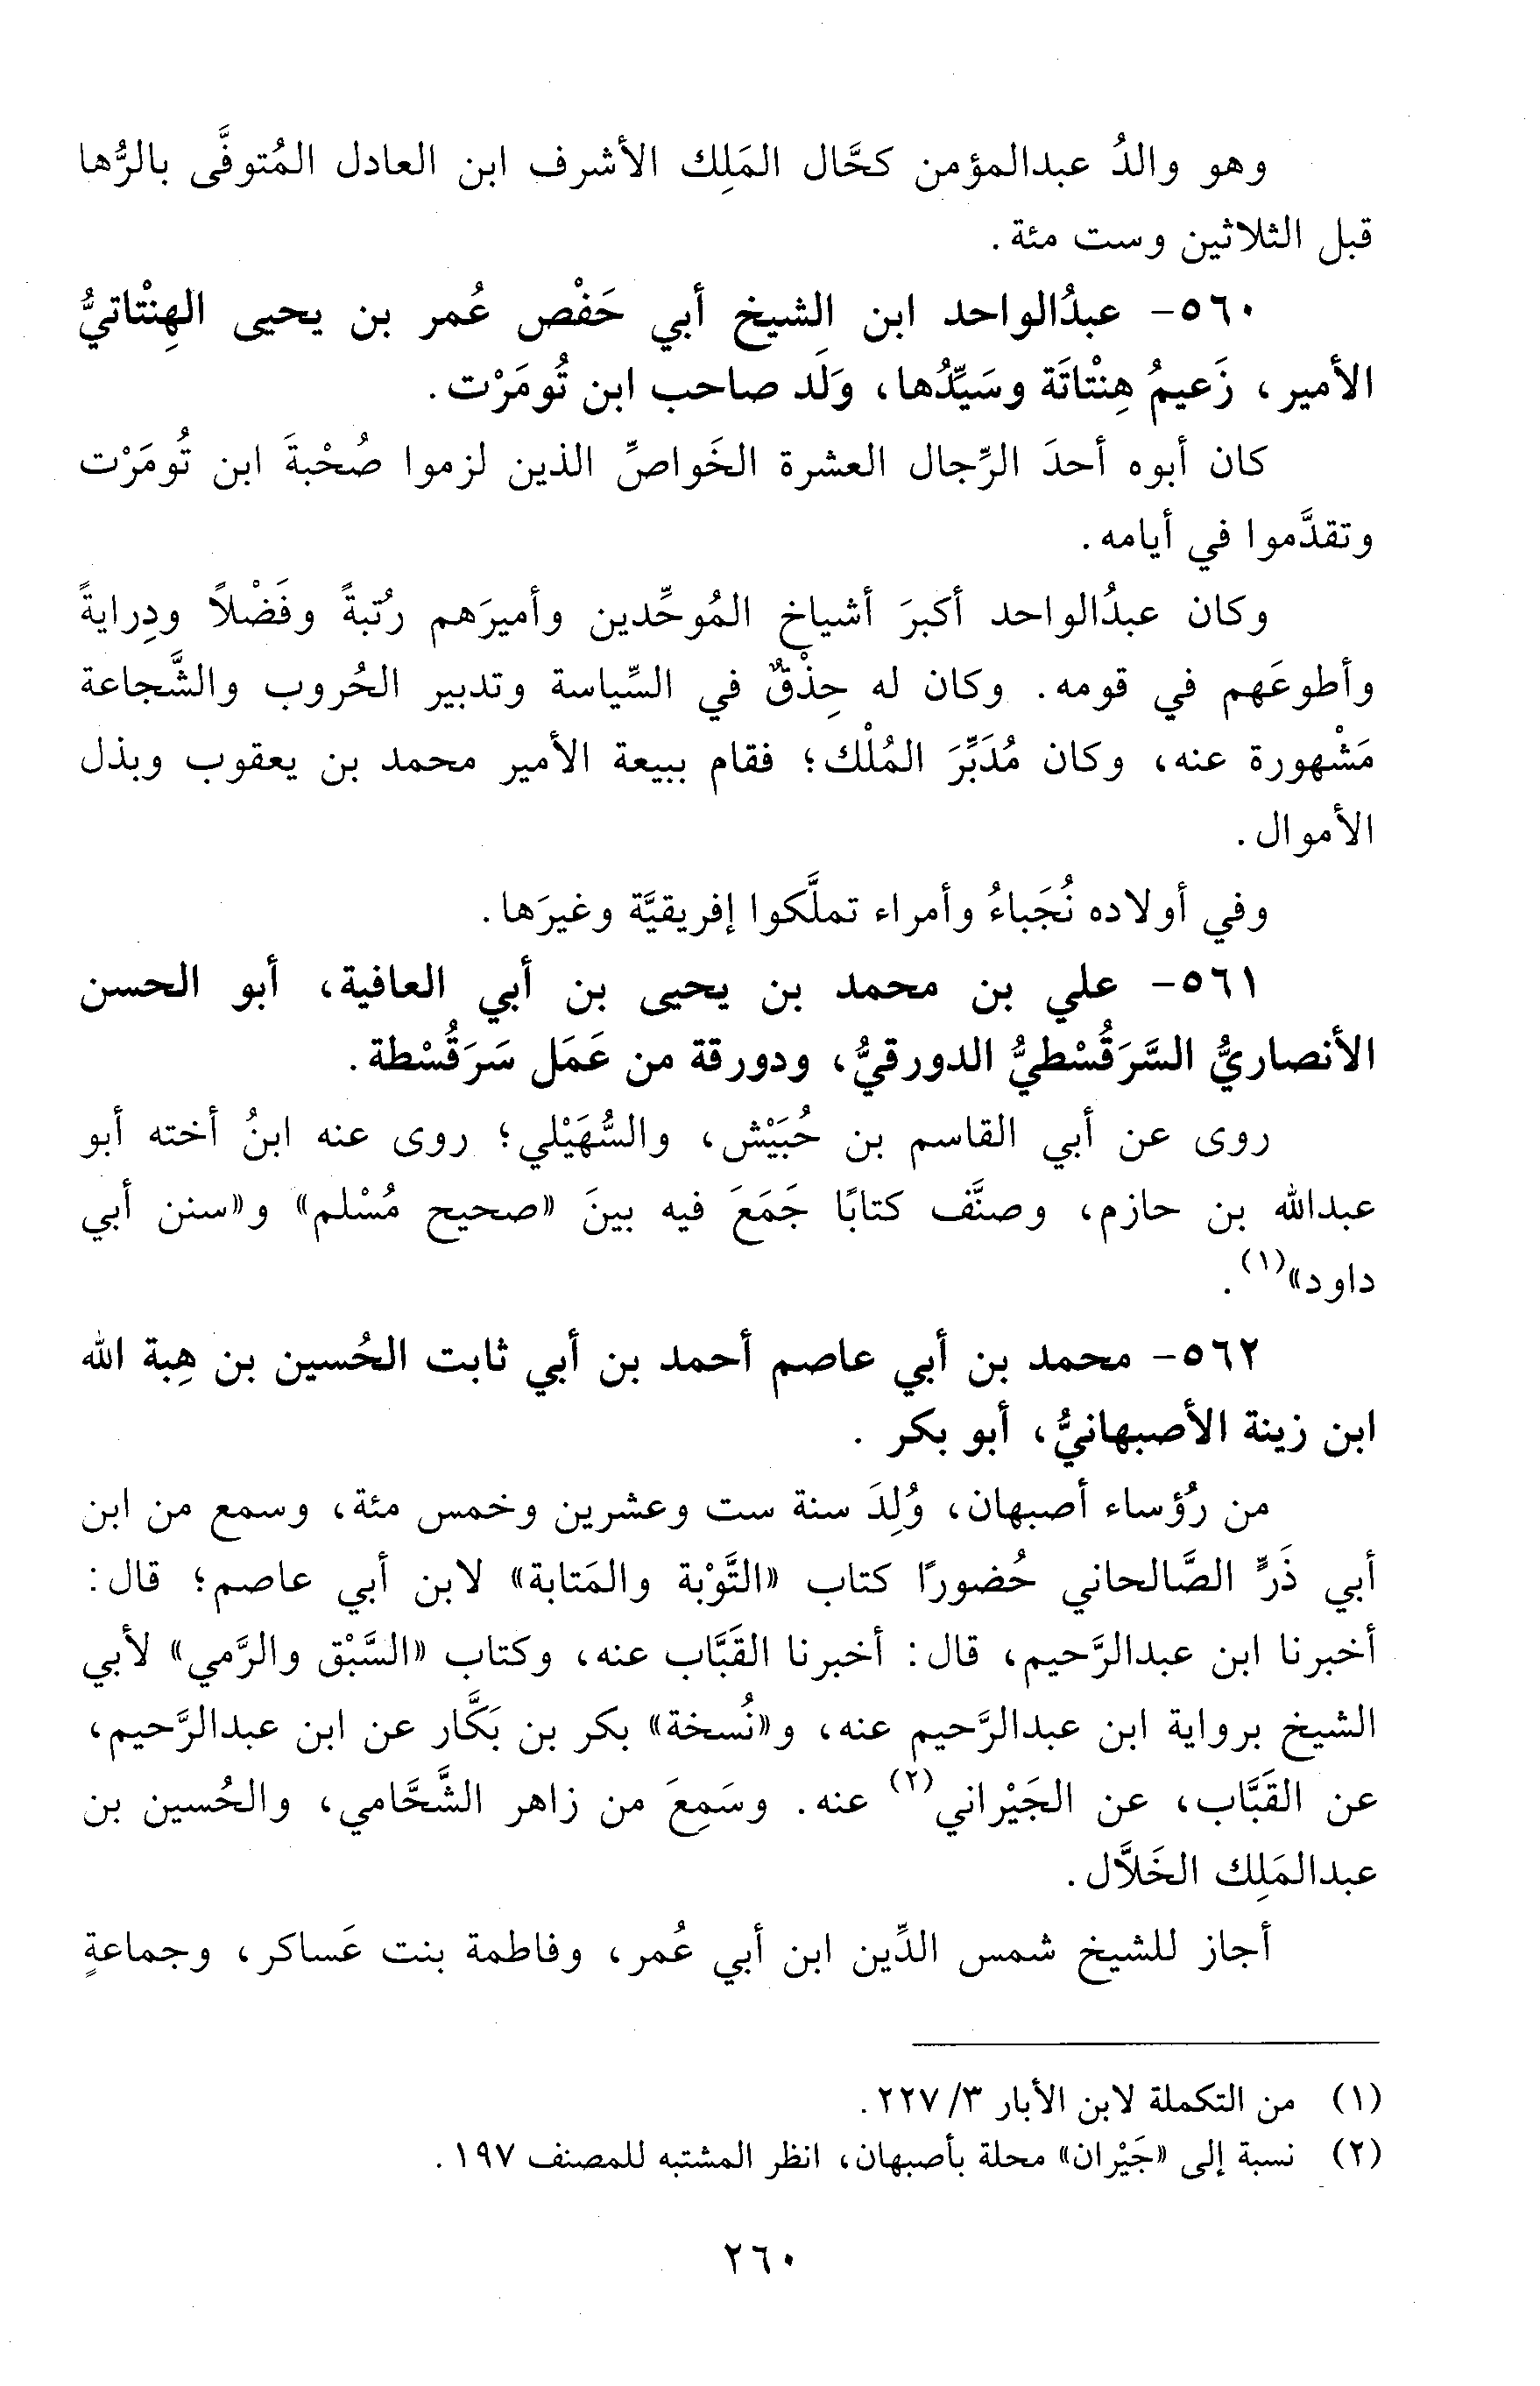 وهو والدُ عبدالمؤمن كحَّال المَلِك الأشرف ابن العادل المُتوفَّى بالرُّها
قبل الثلاثين وست مئة.
٥٦٠- عبدُالواحد ابن الشيخ أبي حَفْص عُمر بن يحيى الهِنْتاتيُّ
الأمير، زَعيمُ هِنْتاتَة وسَيِّدُها، وَلَد صاحب ابن تُومَرْت.
كان أبوه أحدَ الرِّجال العشرة الخَواصِّ الذين لزموا صُحْبةَ ابن تُومَرْت
وتقدَّموا في أيامه.
وكان عبدُالواحد أكبرَ أشياخ المُوحِّدين وأميرَهم رُتبةً وفَضْلاً ودِرايةً
وأطوعَهم في قومه. وكان له حِذْقٌ في السِّياسة وتدبير الحُروب والشَّجاعة
مَشْهورة عنه، وكان مُدَبِّرَ المُلْك؛ فقام ببيعة الأمير محمد بن يعقوب وبذل
الأموال.
وفي أولاده نُجَباءُ وأمراء تملَّكوا إفريقيَّة وغيرَها.
٥٦١- علي بن محمد بن يحيى بن أبي العافية، أبو الحسن
الأنصاريُّ السَّرَقُسْطيُّ الدورقيُّ، ودورقة من عَمَل سَرَقُسْطة.
روى عن أبي القاسم بن حُبَيْش، والسُّهَيْلي؛ روى عنه ابنُ أخته أبو
عبدالله بن حازم، وصنَّف كتابًا جَمَعَ فيه بينَ «صحيح مُسْلم» و«سنن أبي
داود»(١).
٥٦٢- محمد بن أبي عاصم أحمد بن أبي ثابت الحُسين بن هِبة الله
ابن زينة الأصبهانيُّ، أبو بكر.
من رُؤساء أصبهان، وُلِدَ سنة ست وعشرين وخمس مئة، وسمع من ابن
أبي ذَرٍّ الصَّالحاني حُضورًا كتاب «التَّوْبة والمَتابة» لابن أبي عاصم؛ قال:
أخبرنا ابن عبدالرَّحيم، قال: أخبرنا القَبَّاب عنه، وكتاب «السَّبْق والرَّمي» لأبي
الشيخ برواية ابن عبدالرَّحيم عنه، و«نُسخة» بكر بن بَكَّار عن ابن عبدالرَّحيم،
عن القَبَّاب، عن الجَيْراني(٢) عنه. وسَمِعَ من زاهر الشَّحَّامي، والحُسين بن
عبدالمَلِك الخَلاَّل.
أجاز للشيخ شمس الدِّين ابن أبي عُمر، وفاطمة بنت عَساكر، وجماعةٍ
(١) من التكملة لابن الأبار ٣/ ٢٢٧.
(٢) نسبة إلى «جَيْران» محلة بأصبهان، انظر المشتبه للمصنف ١٩٧.
٢٦٠